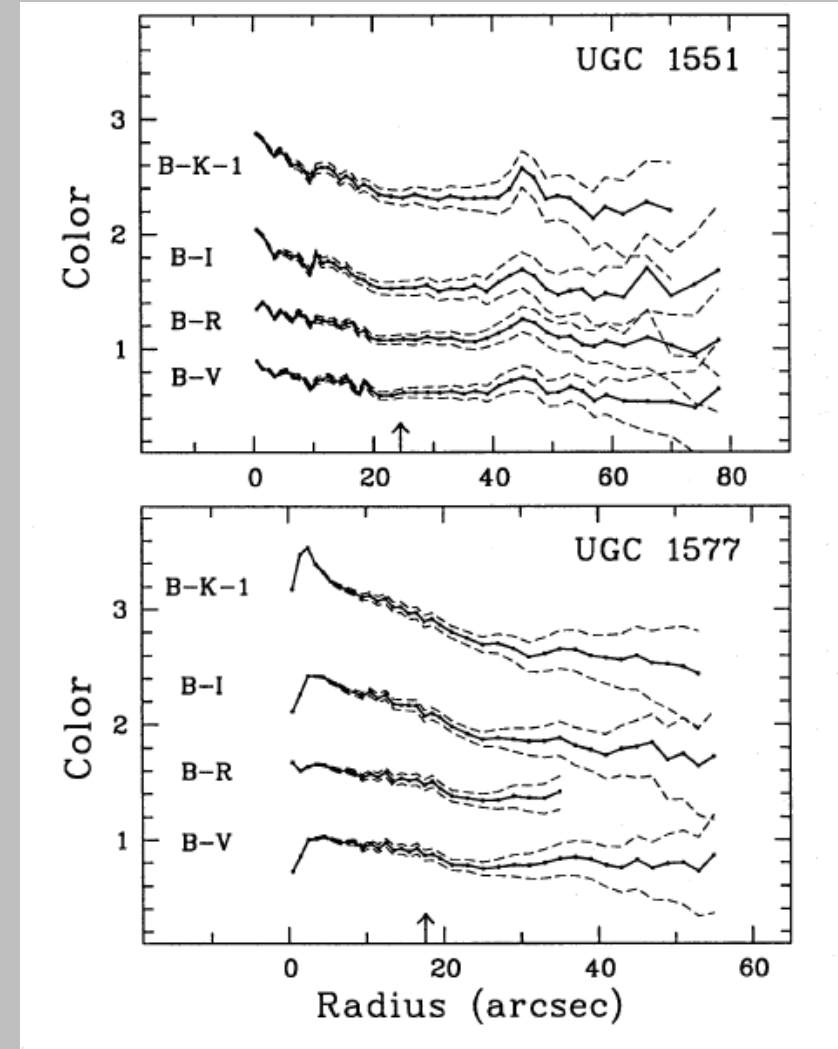 UGC 1551
3
B-K-1
2
B-I
B-R
1
B-V
Color
0 20 40 60 80
UGC 1577
B-K-1
3
B-I
2
B-R
1
B-V
Color
0 20 40 60
Radius (arcsec)